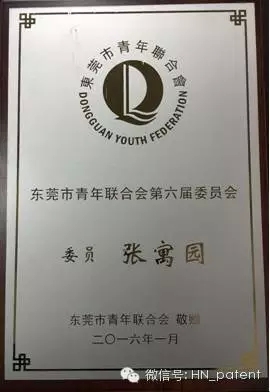 東莞市青年聯合會
DONGGUAN YOUTH FEDERATION
东莞市青年联合会第六届委员会
委员 张寓园
东莞市青年联合会 敬赠
二〇一六年一月
微信号: HN_patent